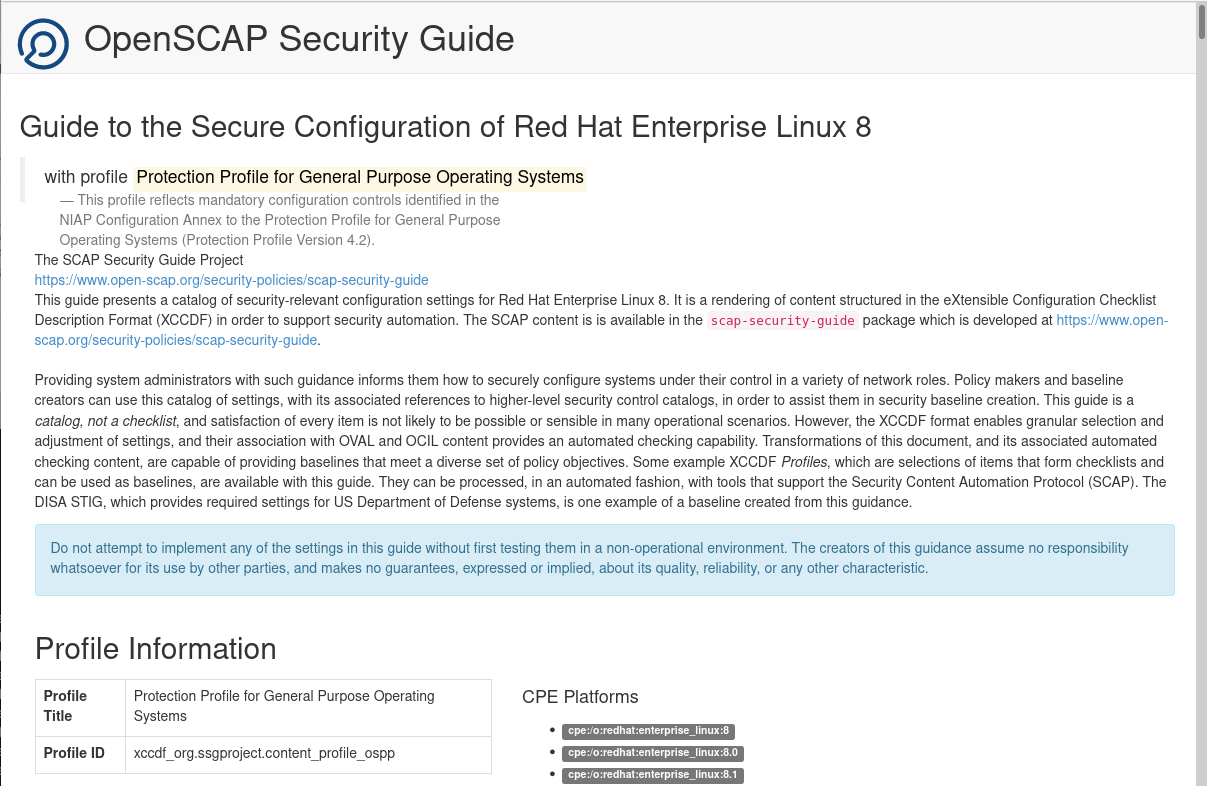 OpenSCAP Security Guide
Guide to the Secure Configuration of Red Hat Enterprise Linux 8
with profile Protection Profile for General Purpose Operating Systems
— This profile reflects mandatory configuration controls identified in the
NIAP Configuration Annex to the Protection Profile for General Purpose
Operating Systems (Protection Profile Version 4.2).
The SCAP Security Guide Project
https://www.open-scap.org/security-policies/scap-security-guide
This guide presents a catalog of security-relevant configuration settings for Red Hat Enterprise Linux 8. It is a rendering of content structured in the eXtensible Configuration Checklist
Description Format (XCCDF) in order to support security automation. The SCAP content is is available in the scap-security-guide package which is developed at https://www.open-
scap.org/security-policies/scap-security-guide.
Providing system administrators with such guidance informs them how to securely configure systems under their control in a variety of network roles. Policy makers and baseline
creators can use this catalog of settings, with its associated references to higher-level security control catalogs, in order to assist them in security baseline creation. This guide is a
catalog, not a checklist, and satisfaction of every item is not likely to be possible or sensible in many operational scenarios. However, the XCCDF format enables granular selection and
adjustment of settings, and their association with OVAL and OCIL content provides an automated checking capability. Transformations of this document, and its associated automated
checking content, are capable of providing baselines that meet a diverse set of policy objectives. Some example XCCDF Profiles, which are selections of items that form checklists and
can be used as baselines, are available with this guide. They can be processed, in an automated fashion, with tools that support the Security Content Automation Protocol (SCAP). The
DISA STIG, which provides required settings for US Department of Defense systems, is one example of a baseline created from this guidance.
Do not attempt to implement any of the settings in this guide without first testing them in a non-operational environment. The creators of this guidance assume no responsibility
whatsoever for its use by other parties, and makes no guarantees, expressed or implied, about its quality, reliability, or any other characteristic.
Profile Information
Profile Title
Protection Profile for General Purpose Operating
Systems
Profile ID
xccdf_org.ssgproject.content_profile_ospp
CPE Platforms
• cpe:/o:redhat:enterprise_linux:8
• cpe:/o:redhat:enterprise_linux:8.0
• cpe:/o:redhat:enterprise_linux:8.1